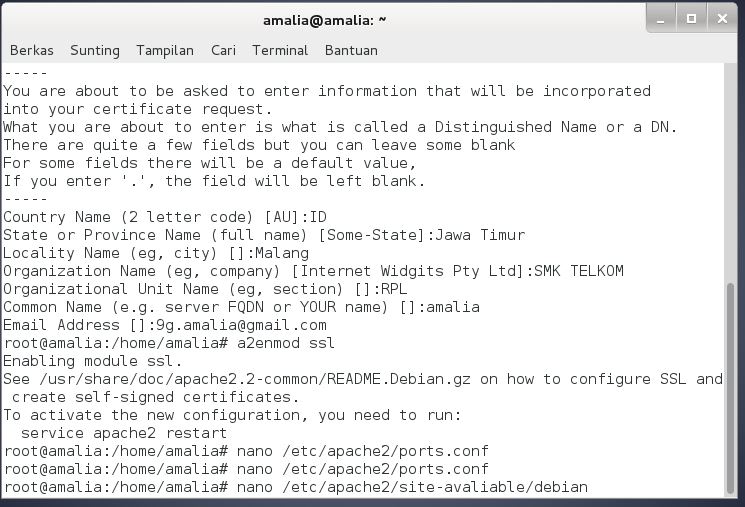 amalia@amalia: ~
Berkas Sunting Tampilan Cari Terminal Bantuan
-----
You are about to be asked to enter information that will be incorporated
into your certificate request.
What you are about to enter is what is called a Distinguished Name or a DN.
There are quite a few fields but you can leave some blank
For some fields there will be a default value,
If you enter '.', the field will be left blank.
-----
Country Name (2 letter code) [AU]:ID
State or Province Name (full name) [Some-State]:Jawa Timur
Locality Name (eg, city) []:Malang
Organization Name (eg, company) [Internet Widgits Pty Ltd]:SMK TELKOM
Organizational Unit Name (eg, section) []:RPL
Common Name (e.g. server FQDN or YOUR name) []:amalia
Email Address []:9g.amalia@gmail.com
root@amalia:/home/amalia# a2enmod ssl
Enabling module ssl.
See /usr/share/doc/apache2.2-common/README.Debian.gz on how to configure SSL and
 create self-signed certificates.
To activate the new configuration, you need to run:
  service apache2 restart
root@amalia:/home/amalia# nano /etc/apache2/ports.conf
root@amalia:/home/amalia# nano /etc/apache2/ports.conf
root@amalia:/home/amalia# nano /etc/apache2/site-avaliable/debian